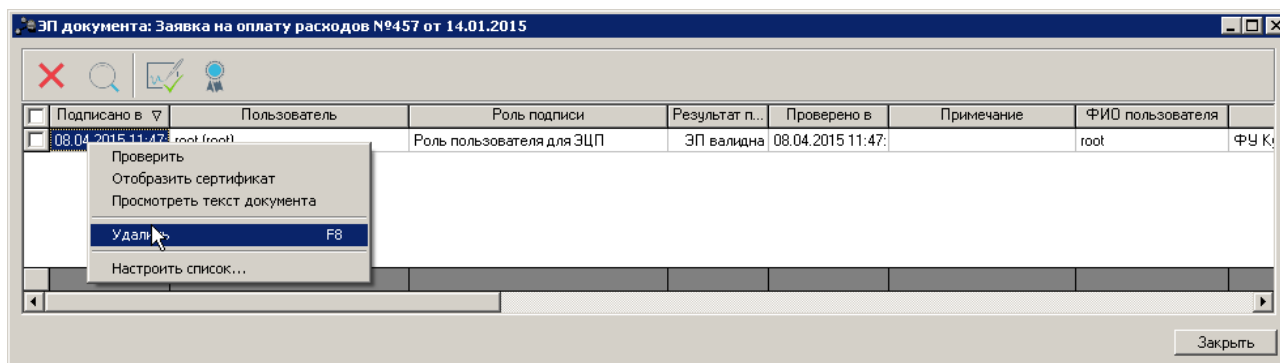 ЭП документа: Заявка на оплату расходов №457 от 14.01.2015
Подписано в Пользователь Роль подписи Результат п... Проверено в Примечание ФИО пользователя
08.04.2015 11:47: root (root) Роль пользователя для ЭЦП ЭП валидна 08.04.2015 11:47: root ФУ
Проверить
Отобразить сертификат
Просмотреть текст документа
Удалить F8
Настроить список...
Закрыть